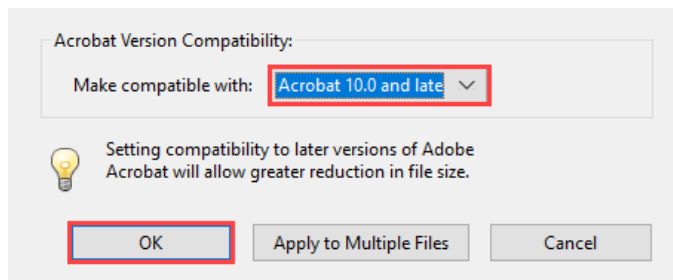 Acrobat Version Compatibility:
Make compatible with: Acrobat 10.0 and late
Setting compatibility to later versions of Adobe
Acrobat will allow greater reduction in file size.
OK Apply to Multiple Files Cancel